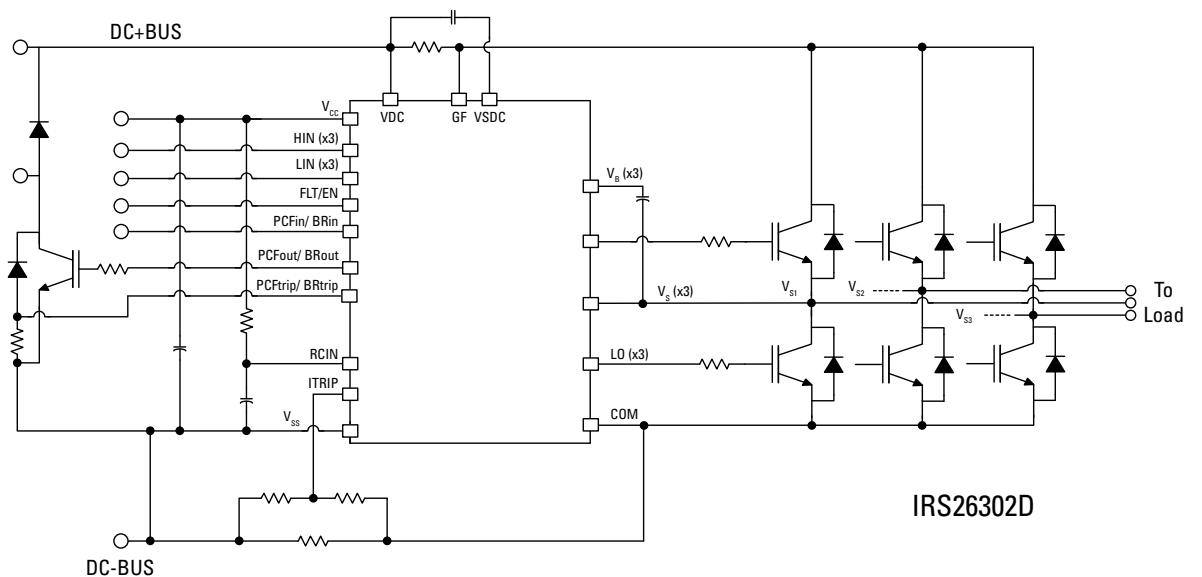 DC+BUS
VCC
HIN (x3)
LIN (x3)
FLT/EN
PCFin/ BRin
PCFout/ BRout
PCFtrip/ BRtrip
RCIN
ITRIP
VSS
VDC
GF
VSDC
VB (x3)
VS (x3)
LO (x3)
COM
VS1
VS2
VS3
To
Load
IRS26302D
DC-BUS